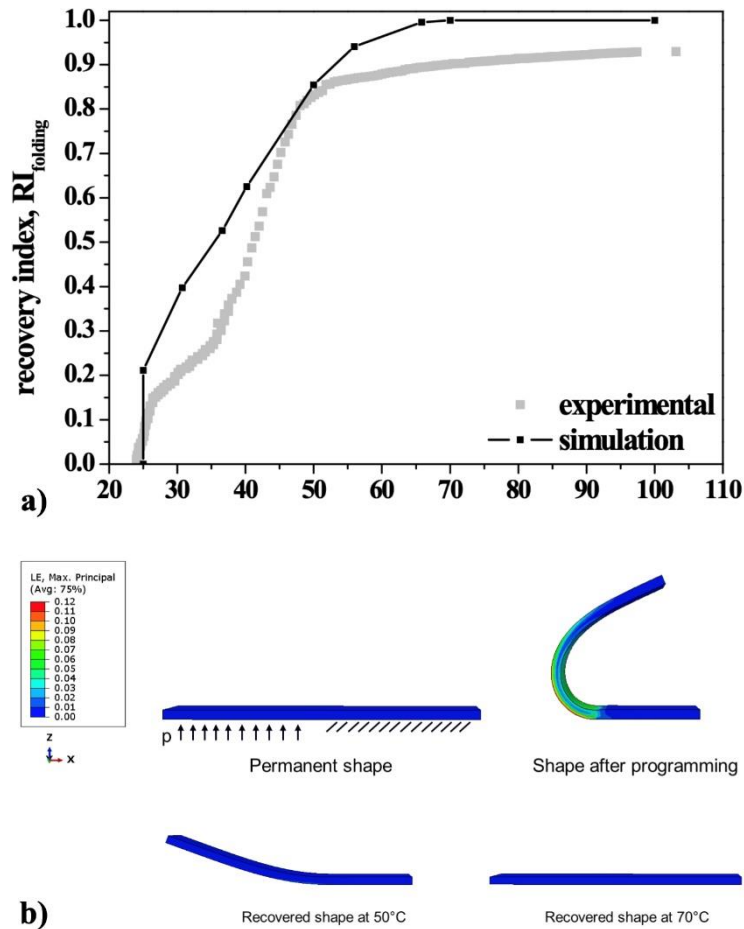 1.0
0.9
0.8
0.7
0.6
0.5
0.4
0.3
0.2
0.1
0.0
recovery index, RI_folding
experimental
simulation
20 30 40 50 60 70 80 90 100 110
a)
LE, Max. Principal
(Avg: 75%)
0.12
0.11
0.10
0.09
0.08
0.07
0.06
0.05
0.04
0.03
0.02
0.01
0.00
z
x
p
Permanent shape
Shape after programming
b)
Recovered shape at 50°C
Recovered shape at 70°C